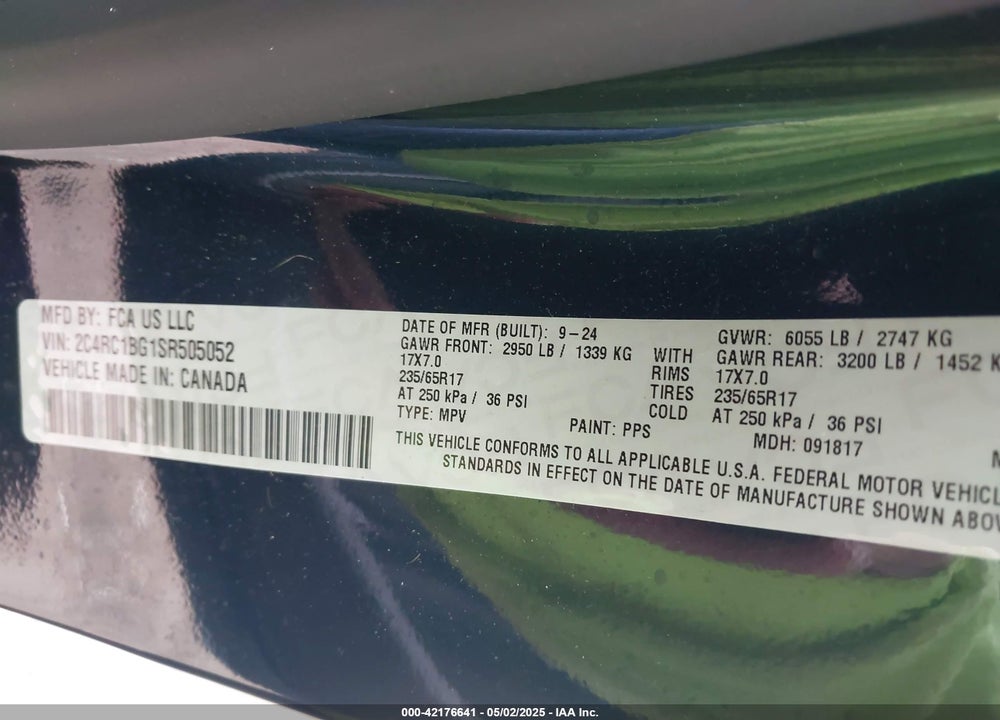 MFD BY: FCA US LLC
VIN: 2C4RC1BG1SR505052
VEHICLE MADE IN: CANADA
DATE OF MFR (BUILT): 9-24
GAWR FRONT: 2950 LB / 1339 KG
17X7.0
235/65R17
AT 250 kPa / 36 PSI
TYPE: MPV
WITH
RIMS
TIRES
COLD
PAINT: PPS
GVWR: 6055 LB / 2747 KG
GAWR REAR: 3200 LB / 1452 K
17X7.0
235/65R17
AT 250 kPa / 36 PSI
MDH: 091817
THIS VEHICLE CONFORMS TO ALL APPLICABLE U.S.A. FEDERAL MOTOR VEHICL
STANDARDS IN EFFECT ON THE DATE OF MANUFACTURE SHOWN ABOV
000-42176641 - 05/02/2025 - IAA Inc.